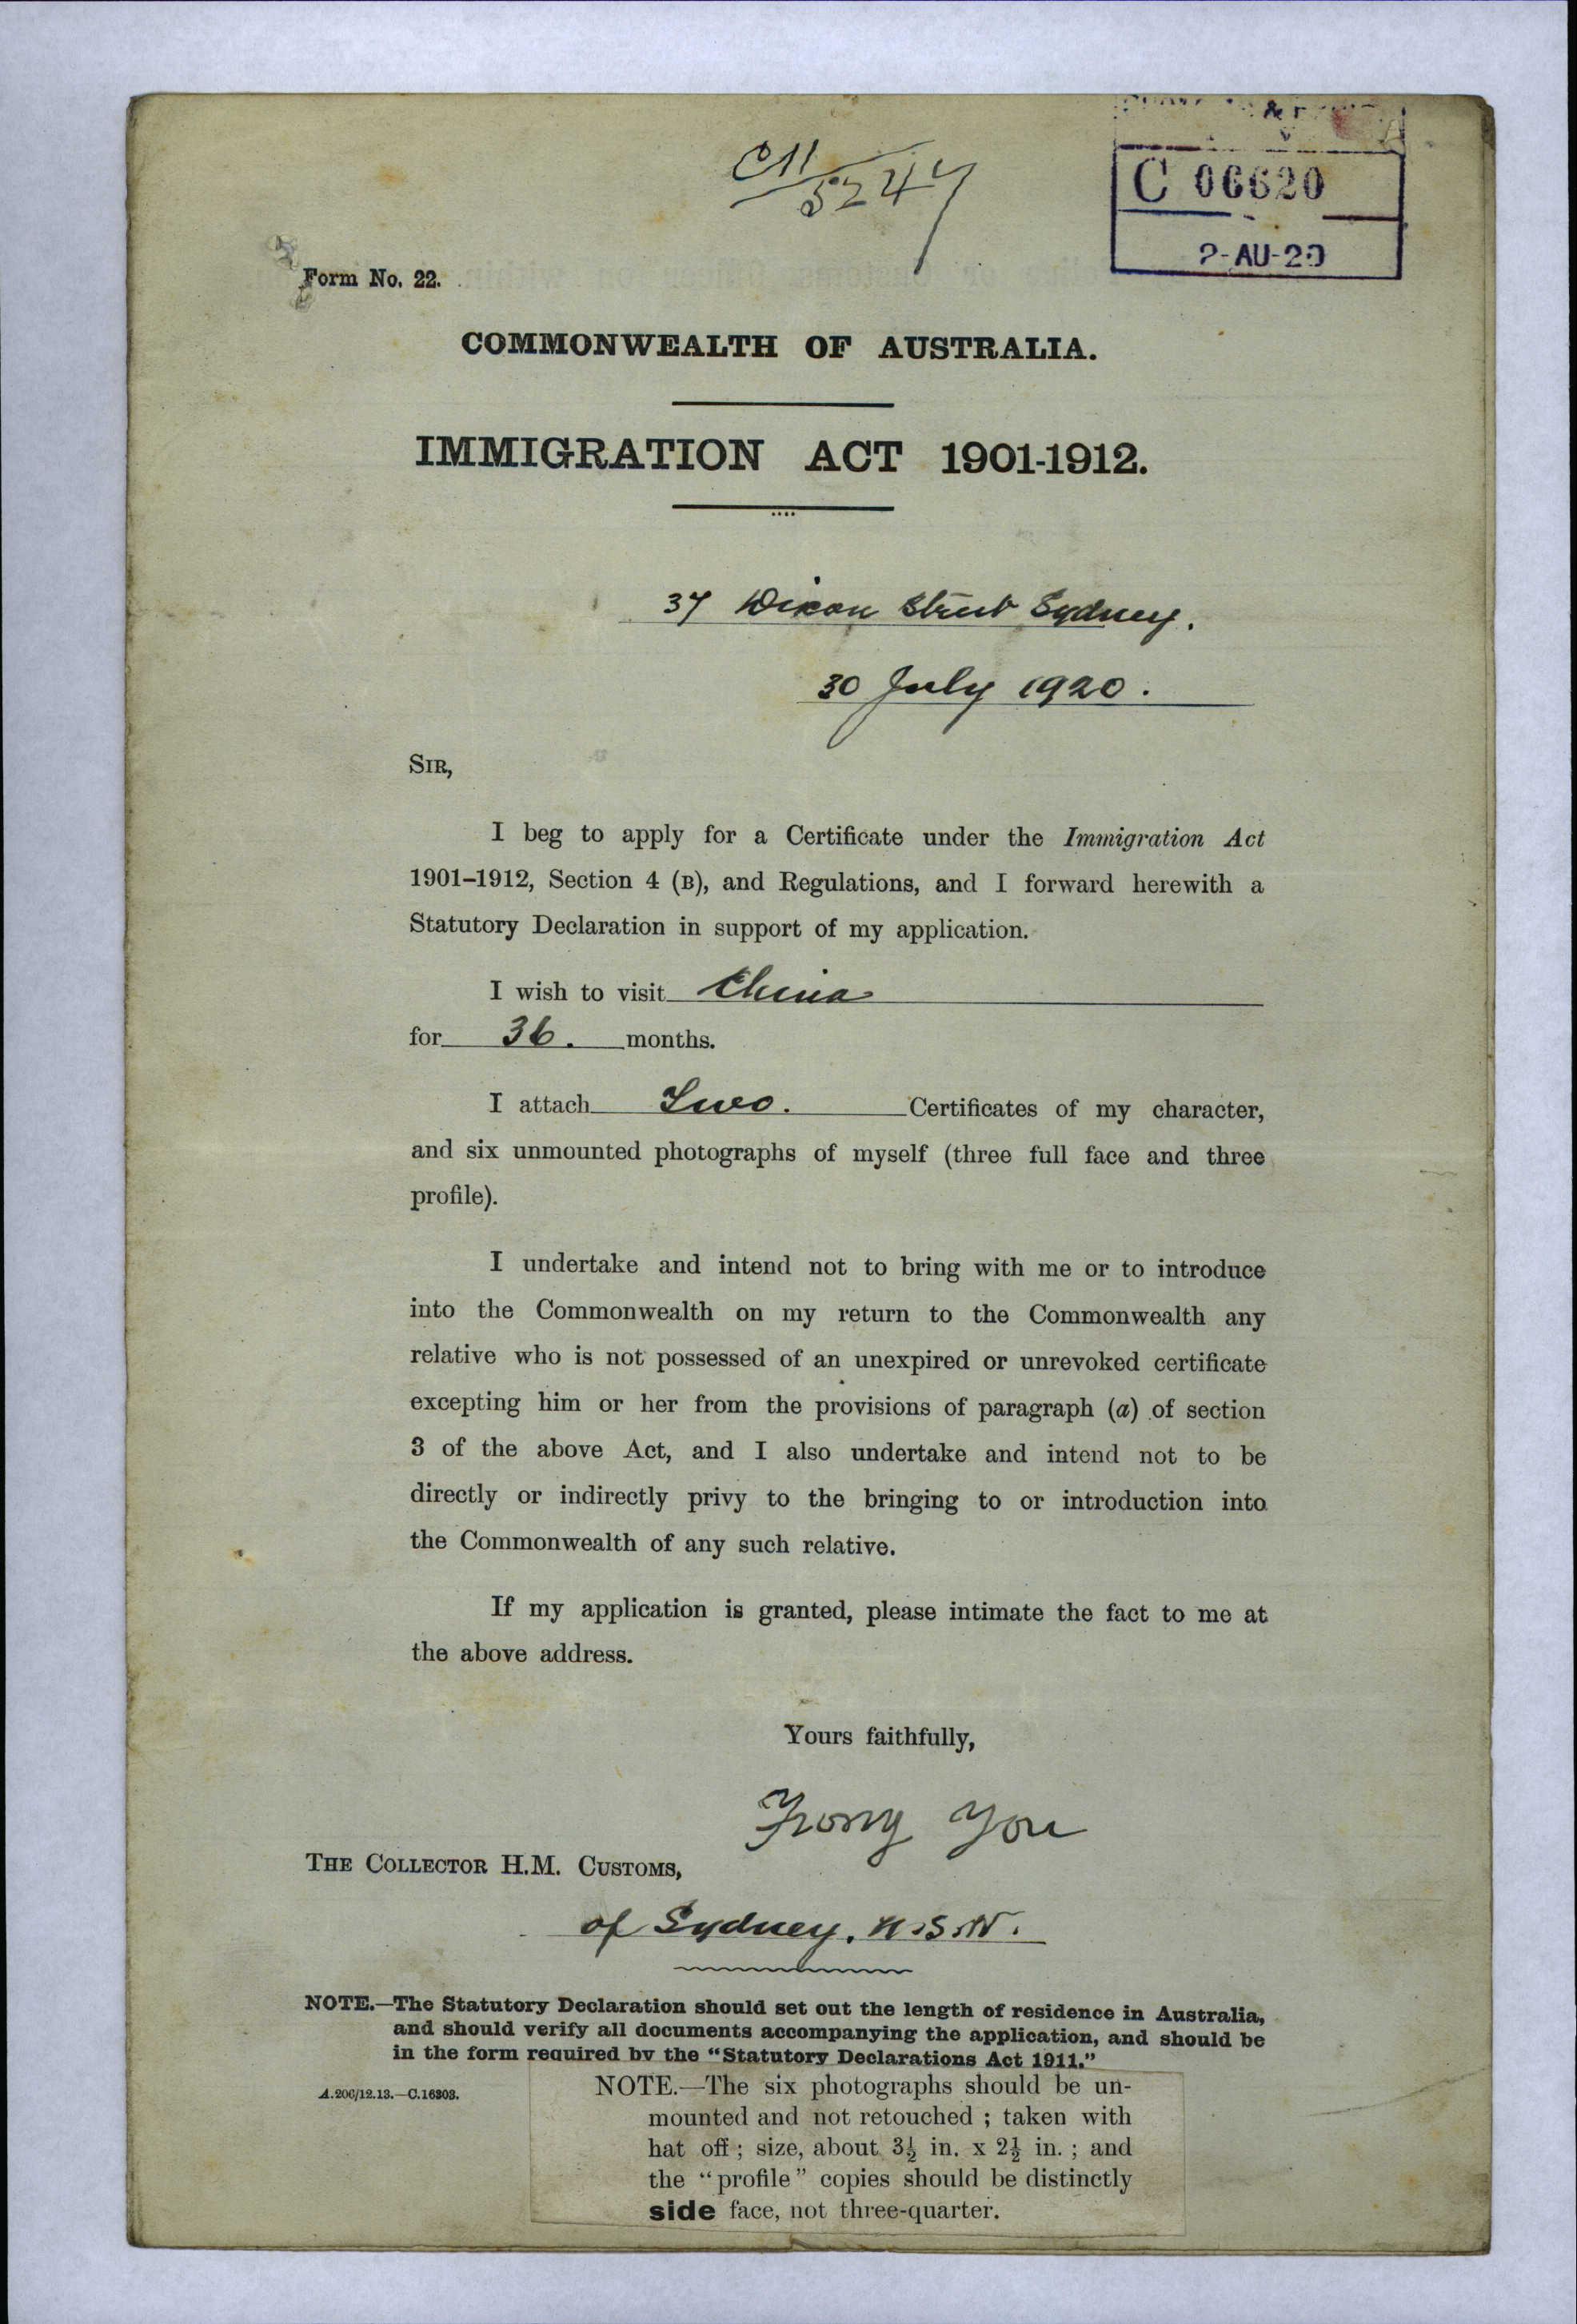 C11/5247
C 06620
2-AU-20
Form No. 22.
COMMONWEALTH OF AUSTRALIA.
IMMIGRATION ACT 1901-1912.
37 Dixon Street Sydney.
30 July 1920.
SIR,
I beg to apply for a Certificate under the Immigration Act
1901–1912, Section 4 (B), and Regulations, and I forward herewith a
Statutory Declaration in support of my application.
I wish to visit China
for 36. months.
I attach Two. Certificates of my character,
and six unmounted photographs of myself (three full face and three
profile).
I undertake and intend not to bring with me or to introduce
into the Commonwealth on my return to the Commonwealth any
relative who is not possessed of an unexpired or unrevoked certificate
excepting him or her from the provisions of paragraph (a) of section
3 of the above Act, and I also undertake and intend not to be
directly or indirectly privy to the bringing to or introduction into
the Commonwealth of any such relative.
If my application is granted, please intimate the fact to me at
the above address.
Yours faithfully,
You
THE COLLECTOR H.M. CUSTOMS,
of Sydney, N.S.W.
NOTE.—The Statutory Declaration should set out the length of residence in Australia,
and should verify all documents accompanying the application, and should be
in the form required by the "Statutory Declarations Act 1911."
A.200/12.13.—C.16303.
NOTE.—The six photographs should be un-
mounted and not retouched ; taken with
hat off ; size, about 3½ in. x 2½ in. ; and
the "profile" copies should be distinctly
side face, not three-quarter.